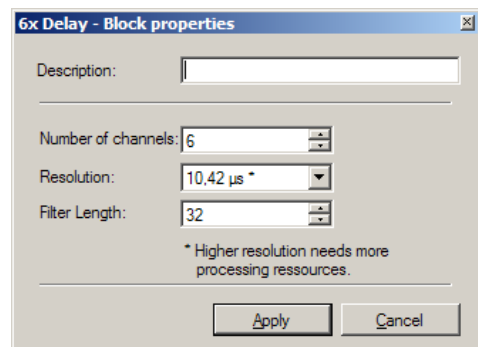 6x Delay - Block properties
Description:
Number of channels: 6
Resolution: 10,42 µs *
Filter Length: 32
* Higher resolution needs more
processing ressources.
Apply Cancel